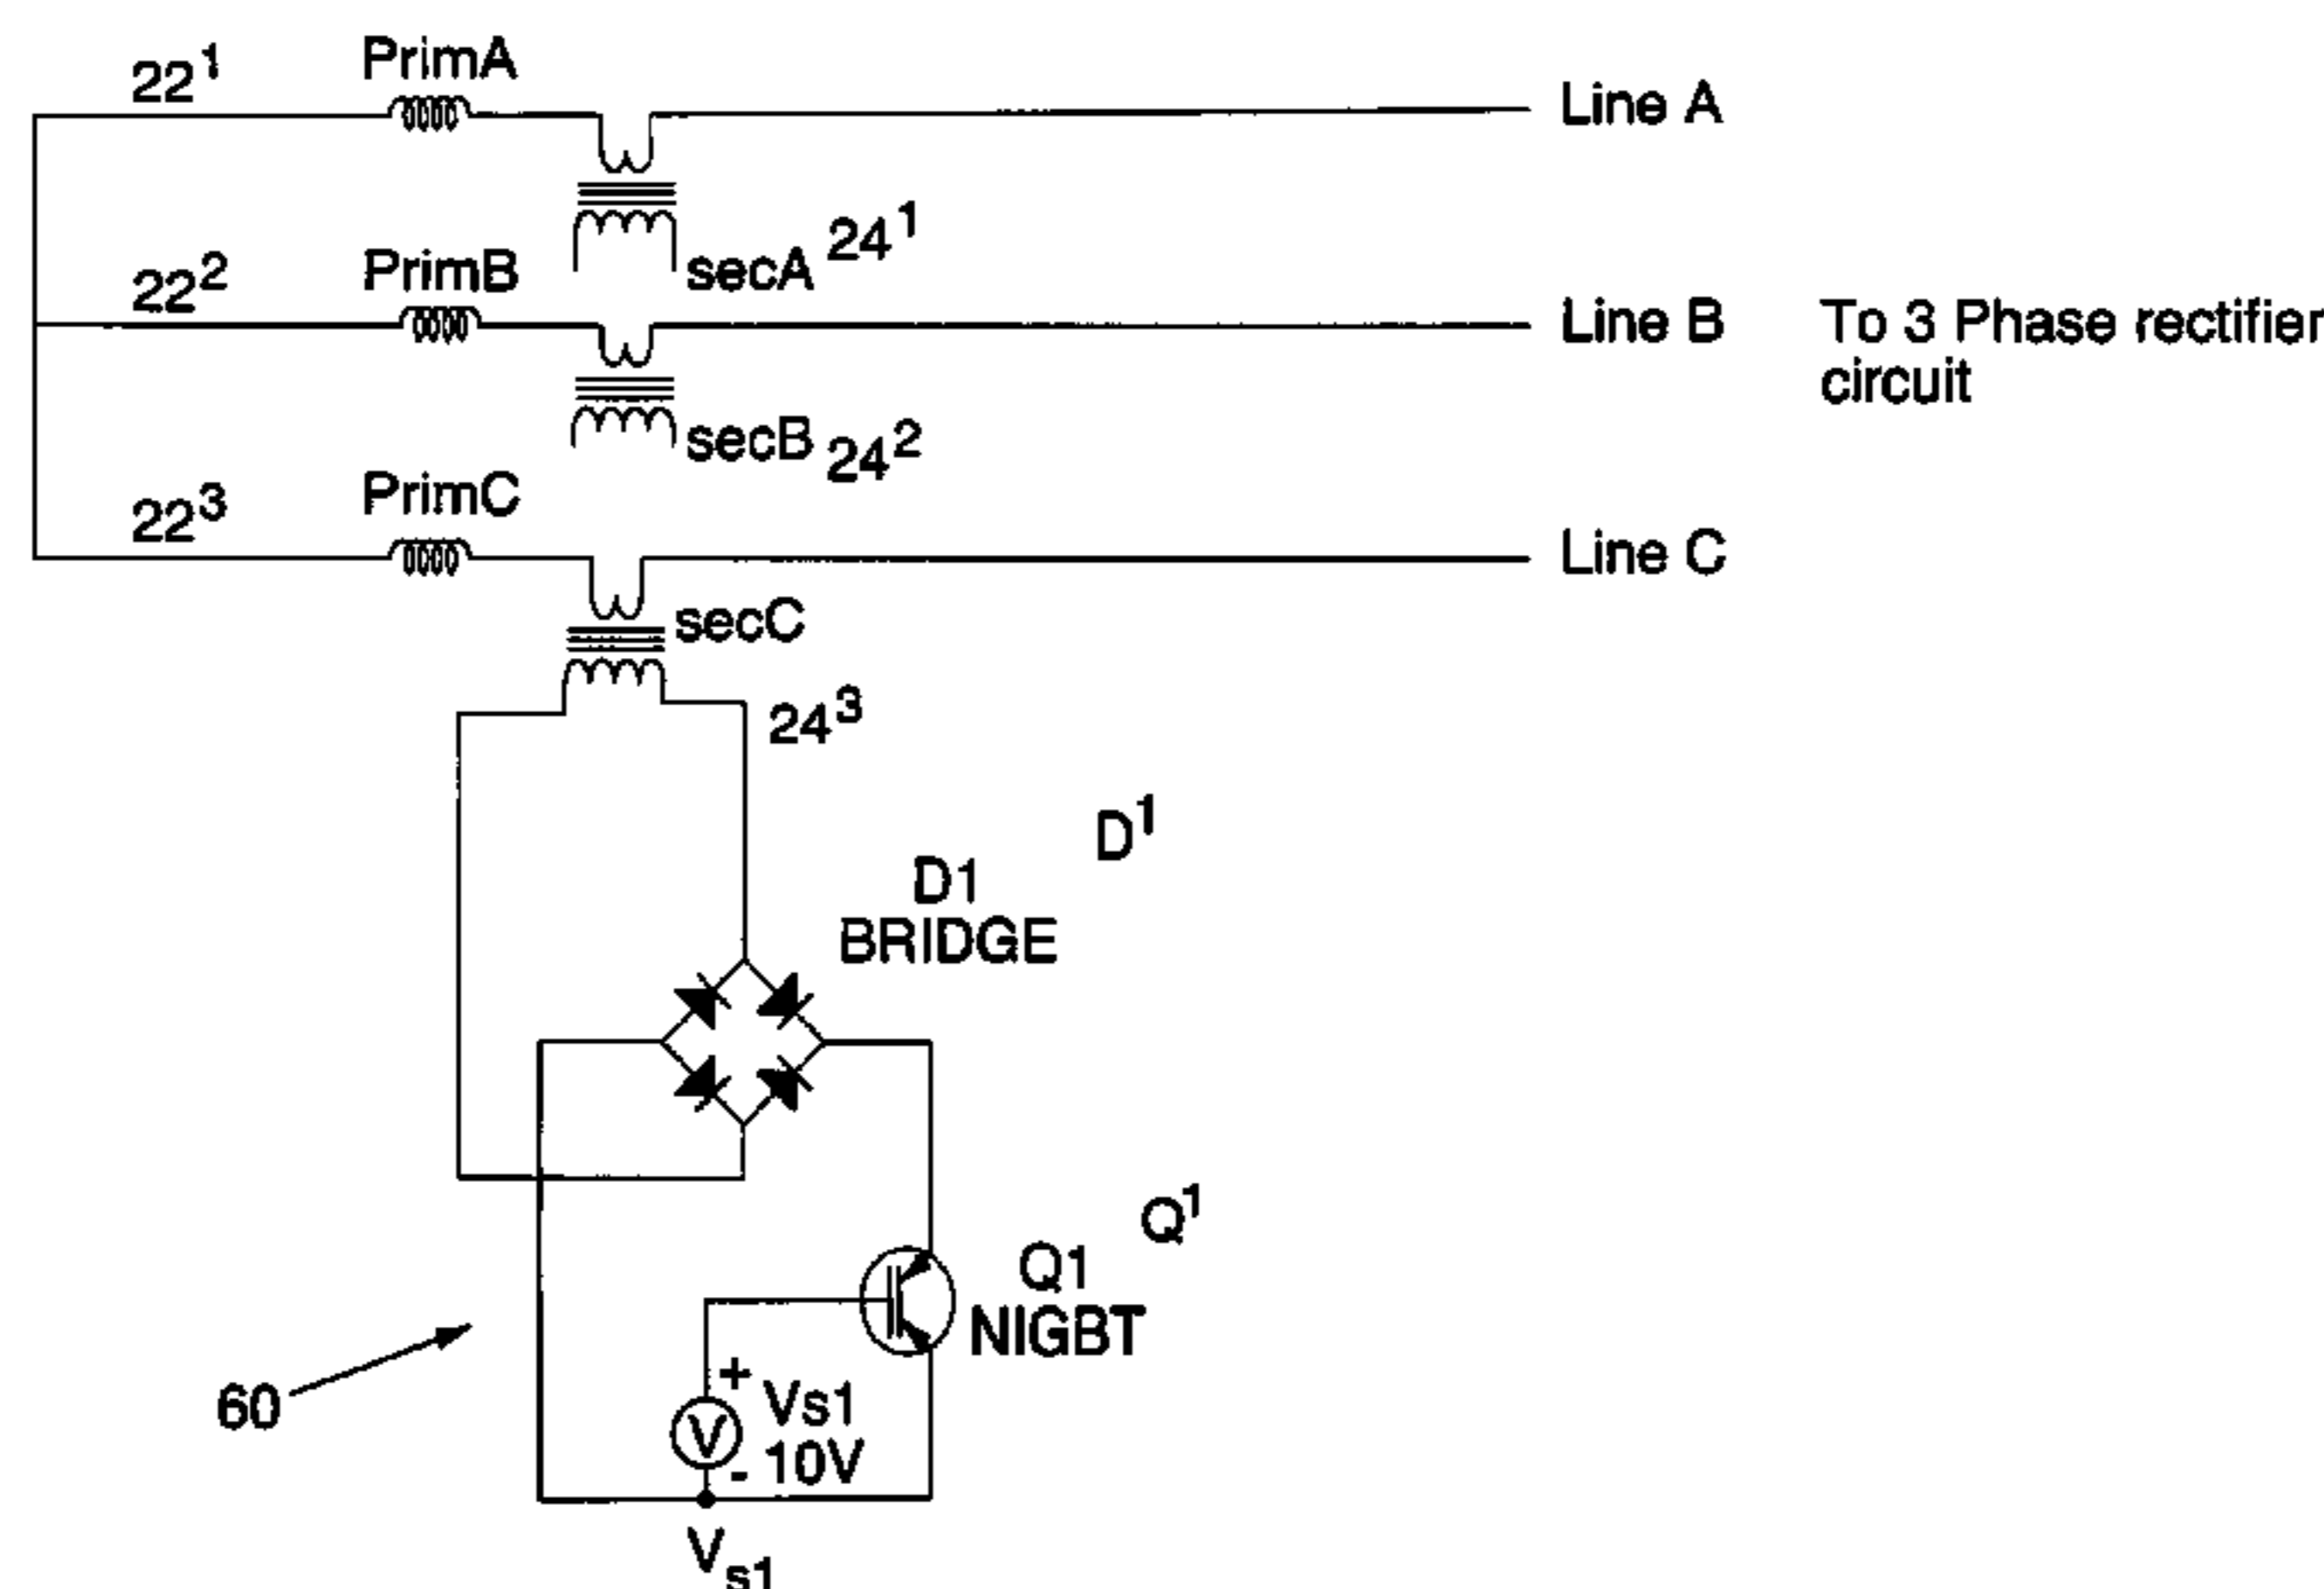 PrimA
22¹
Line A
24¹
secA
PrimB
22²
Line B
To 3 Phase rectifier
circuit
secB
24²
PrimC
22³
Line C
secC
24³
D¹
D1
BRIDGE
Q¹
Q1
NIGBT
60
+
Vs1
V
- 10V
Vs1